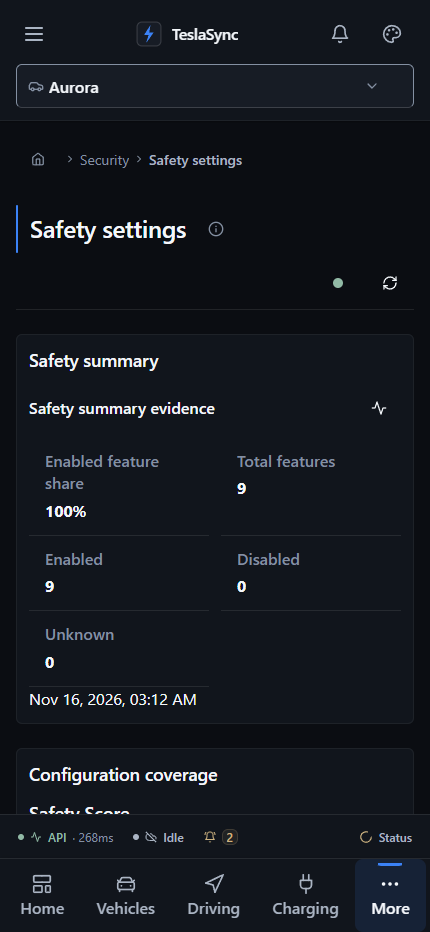 TeslaSync
Aurora
Security
Safety settings
Safety settings
Safety summary
Safety summary evidence
Enabled feature
share
100%
Total features
9
Enabled
9
Disabled
0
Unknown
0
Nov 16, 2026, 03:12 AM
Configuration coverage
Safety Score
API · 268ms
Idle
2
Status
Home
Vehicles
Driving
Charging
More